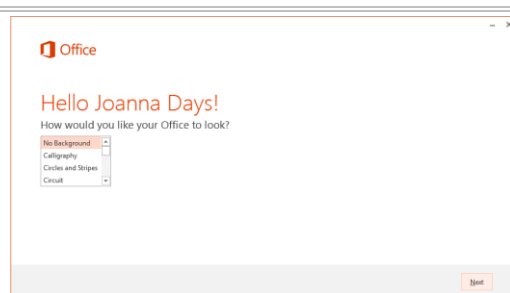 Office
Hello Joanna Days!
How would you like your Office to look?
No Background
Calligraphy
Circles and Stripes
Circuit
Next